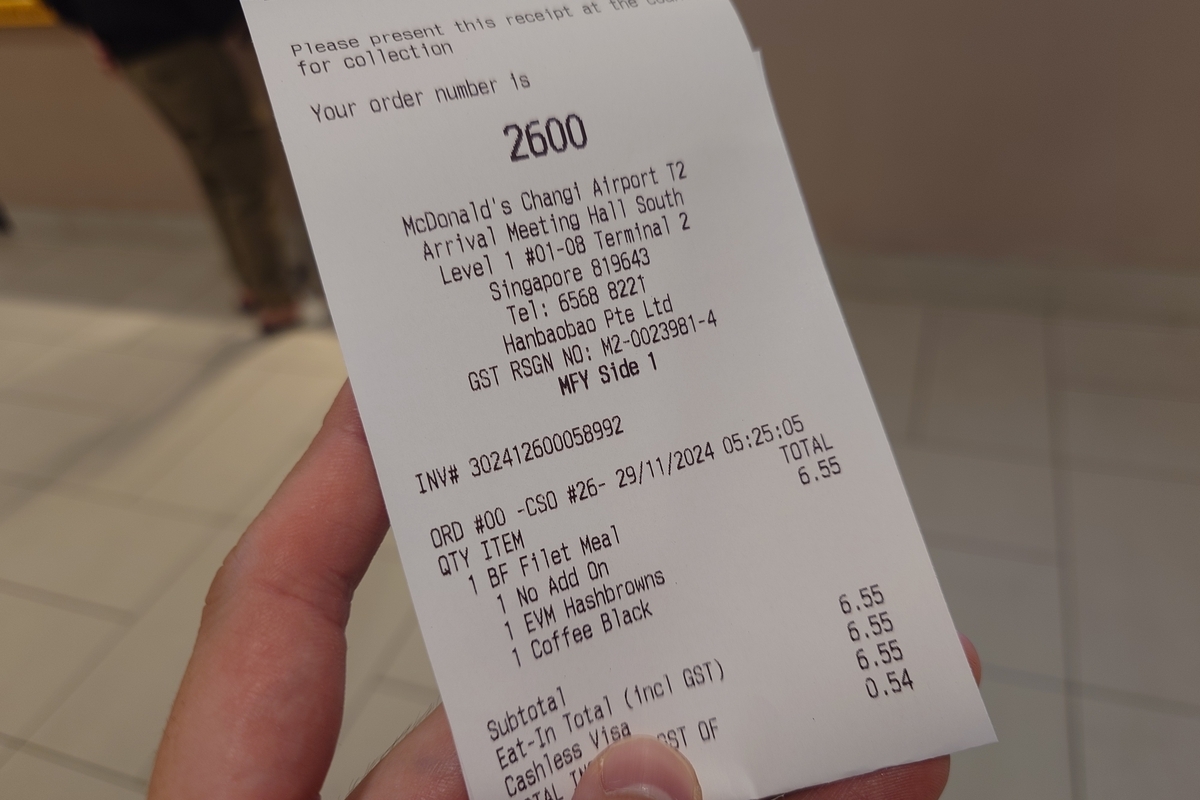 Please present this receipt at the
for collection
Your order number is
2600
McDonald's Changi Airport T2
Arrival Meeting Hall South
Level 1 #01-08 Terminal 2
Singapore 819643
Tel: 6568 8221
Hanbaobao Pte Ltd
GST RSGN NO: M2-0023981-4
MFY Side 1
INV# 302412600058992
ORD #00 -CSO #26- 29/11/2024 05:25:05
QTY ITEM TOTAL
1 BF Filet Meal 6.55
1 No Add On
1 EVM Hashbrowns
1 Coffee Black
Subtotal 6.55
Eat-In Total (incl GST) 6.55
Cashless Visa 6.55
GST OF 0.54